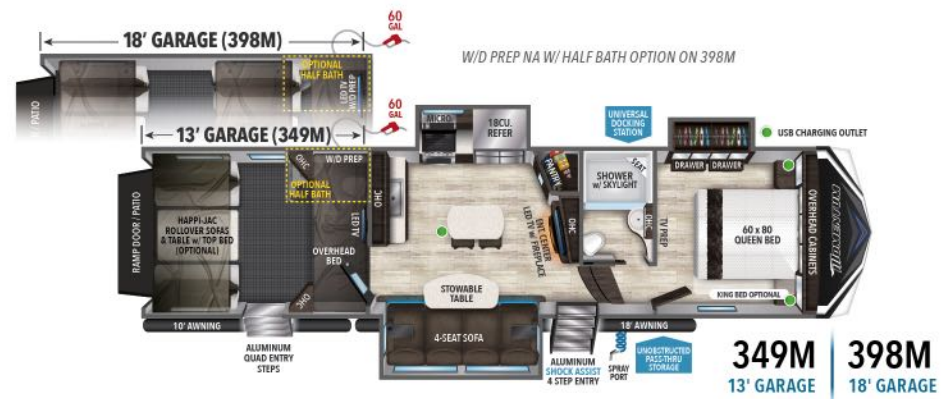 60
GAL
18' GARAGE (398M)
W/D PREP NA W/ HALF BATH OPTION ON 398M
OPTIONAL
HALF BATH
LED TV
W/D PREP
/ PATIO
60
GAL
13' GARAGE (349M)
MICRO
18CU.
REFER
UNIVERSAL
DOCKING
STATION
USB CHARGING OUTLET
OHC
W/D PREP
OPTIONAL
HALF BATH
PANTRY
SEAT
SHOWER
w/ SKYLIGHT
DRAWER
DRAWER
RAMP DOOR / PATIO
HAPPI-JAC
ROLLOVER SOFAS
& TABLE w/ TOP BED
(OPTIONAL)
LED TV
OHC
OHC
ENT. CENTER
LED TV w/ FIREPLACE
OHC
TV PREP
60 x 80
QUEEN BED
OVERHEAD CABINETS
MOMENTUM
OVERHEAD
BED
OHC
STOWABLE
TABLE
KING BED OPTIONAL
10' AWNING
4-SEAT SOFA
18' AWNING
ALUMINUM
QUAD ENTRY
STEPS
ALUMINUM
SHOCK ASSIST
4 STEP ENTRY
SPRAY
PORT
UNOBSTRUCTED
PASS-THRU
STORAGE
349M
13' GARAGE
398M
18' GARAGE